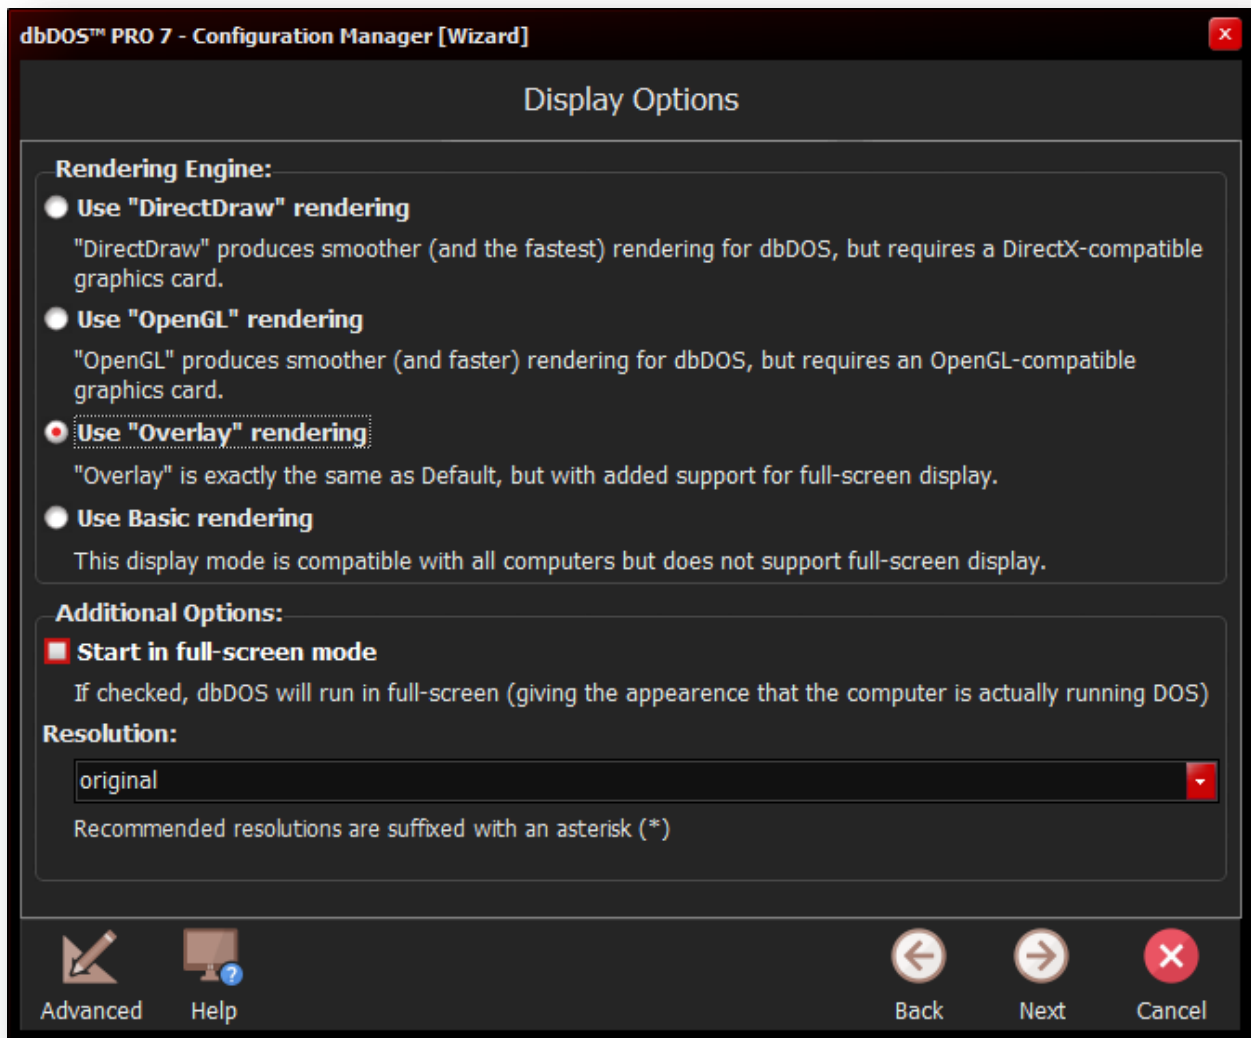 dbDOS™ PRO 7 - Configuration Manager [Wizard]
Display Options
Rendering Engine:
Use "DirectDraw" rendering
"DirectDraw" produces smoother (and the fastest) rendering for dbDOS, but requires a DirectX-compatible
graphics card.
Use "OpenGL" rendering
"OpenGL" produces smoother (and faster) rendering for dbDOS, but requires an OpenGL-compatible
graphics card.
Use "Overlay" rendering
"Overlay" is exactly the same as Default, but with added support for full-screen display.
Use Basic rendering
This display mode is compatible with all computers but does not support full-screen display.
Additional Options:
Start in full-screen mode
If checked, dbDOS will run in full-screen (giving the appearence that the computer is actually running DOS)
Resolution:
original
Recommended resolutions are suffixed with an asterisk (*)
Advanced
Help
Back
Next
Cancel